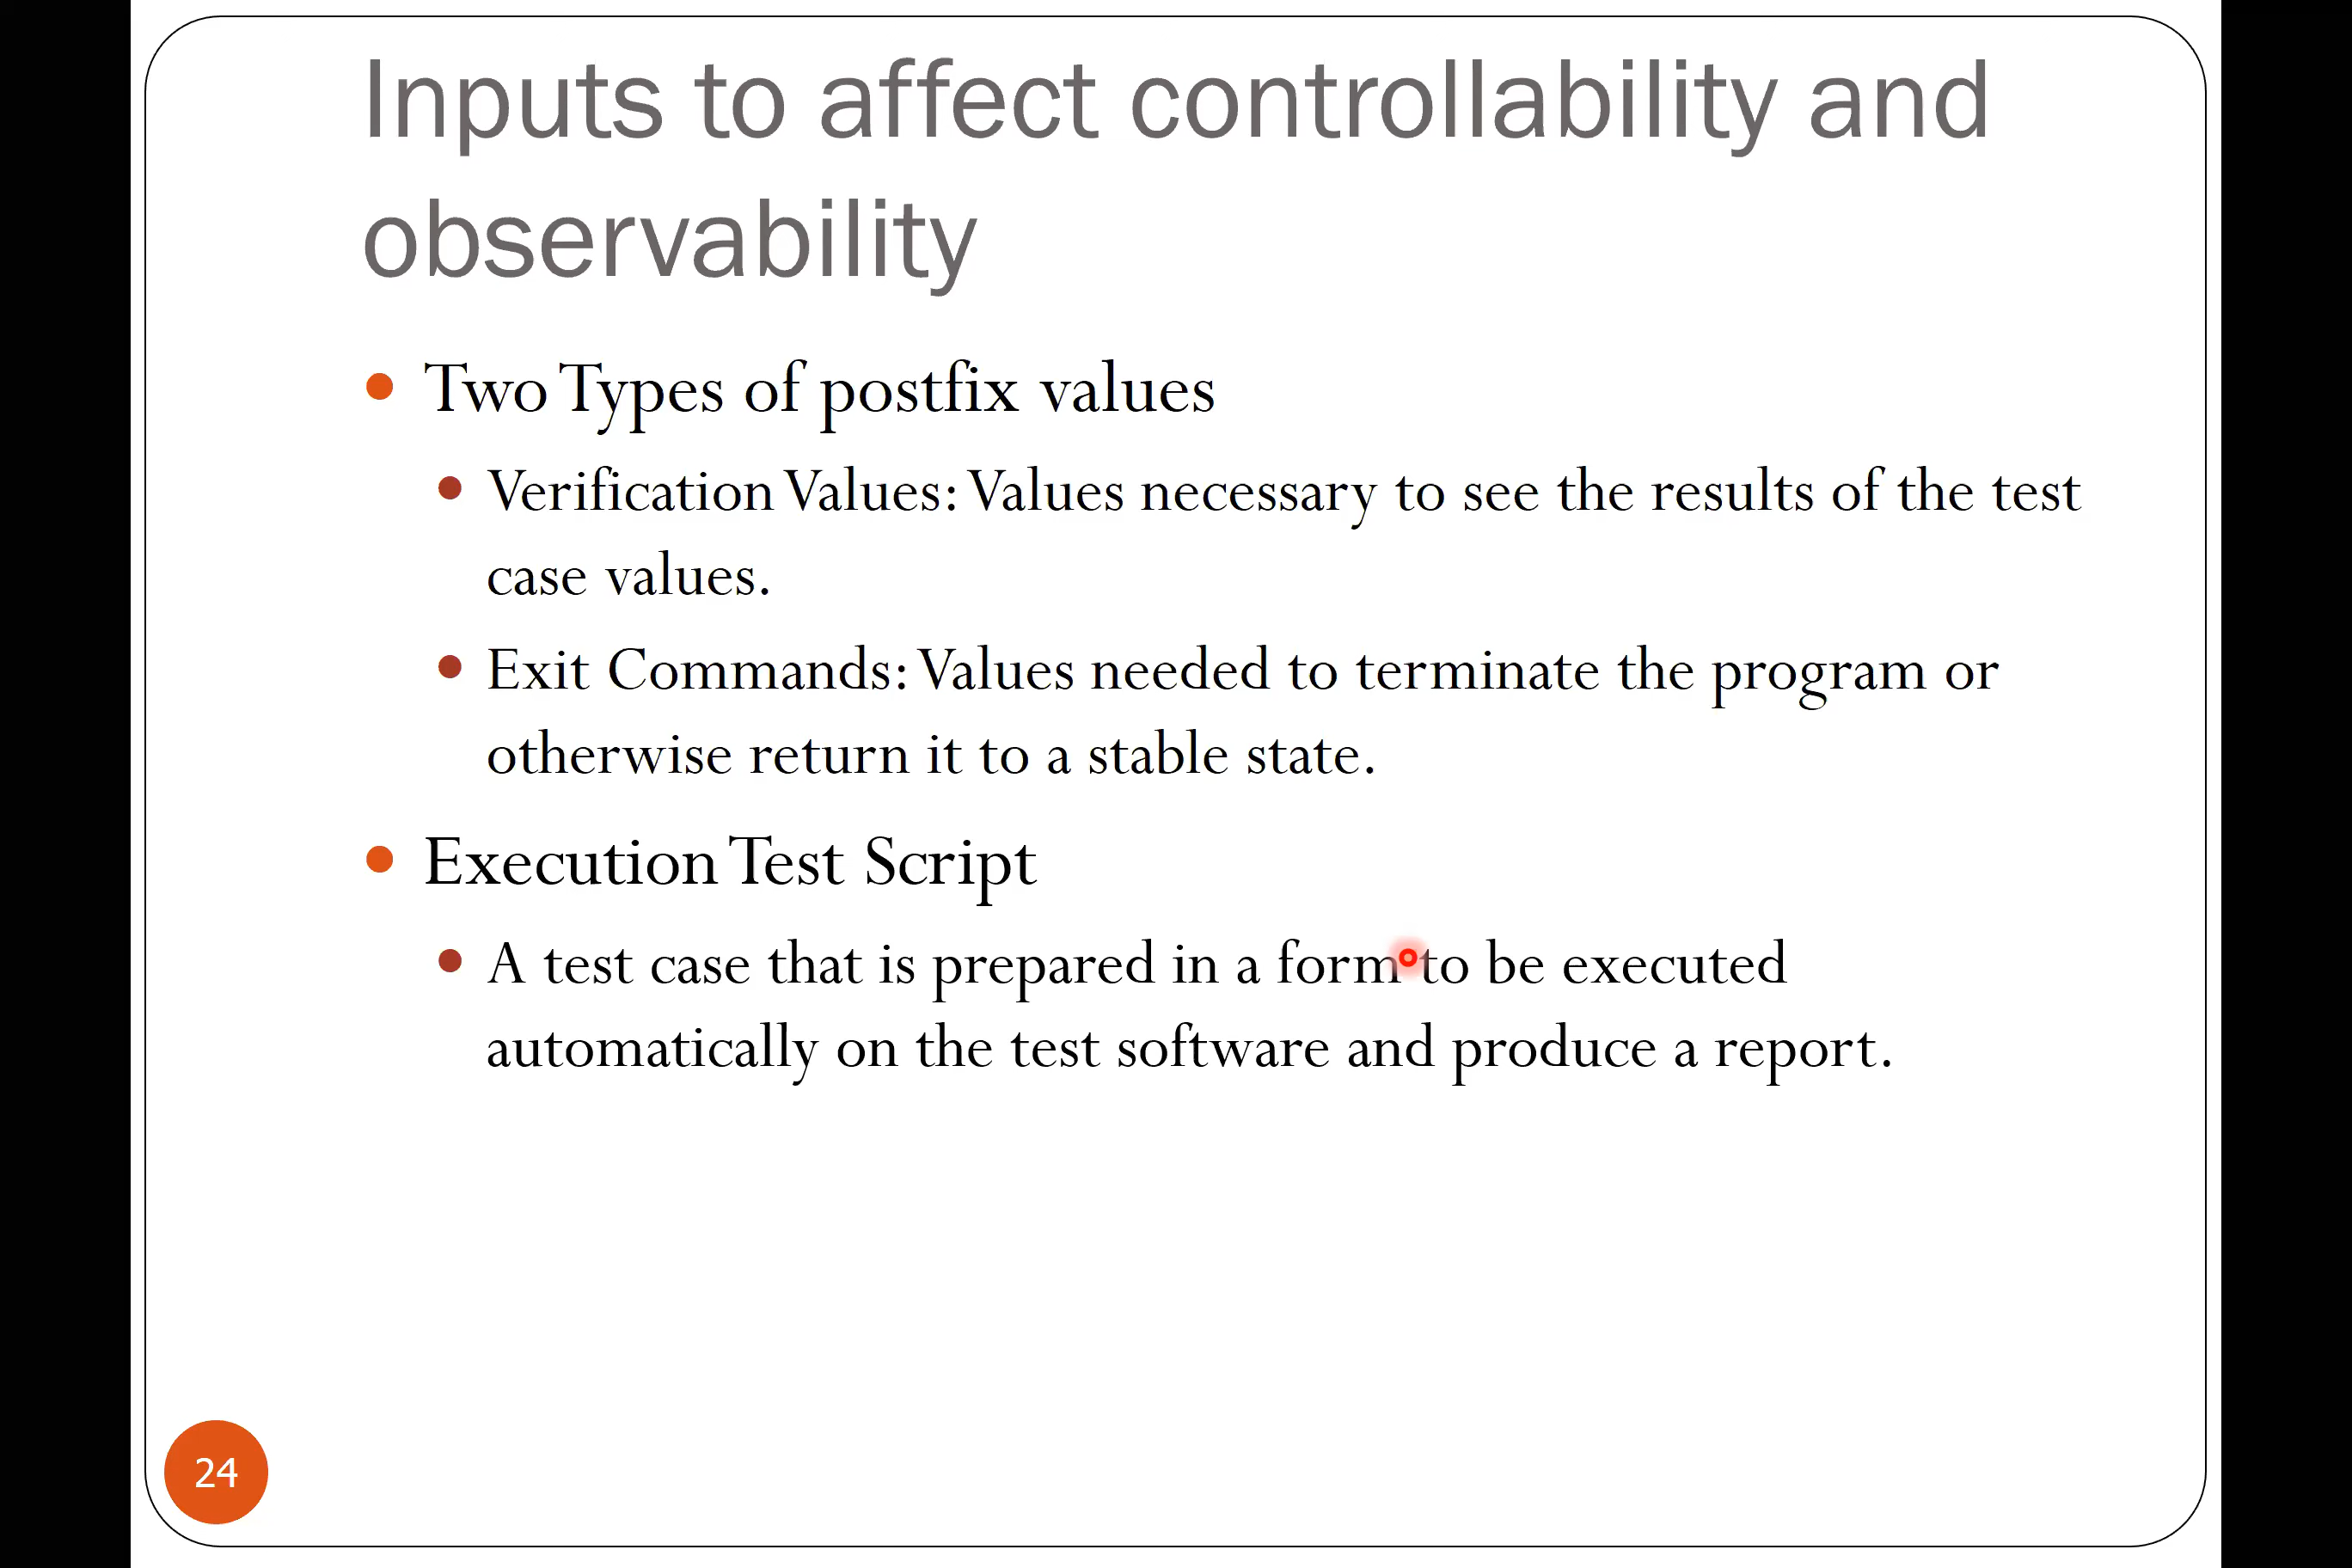 Inputs to affect controllability and
observability
Two Types of postfix values
Verification Values: Values necessary to see the results of the test
case values.
Exit Commands: Values needed to terminate the program or
otherwise return it to a stable state.
Execution Test Script
A test case that is prepared in a form to be executed
automatically on the test software and produce a report.
24